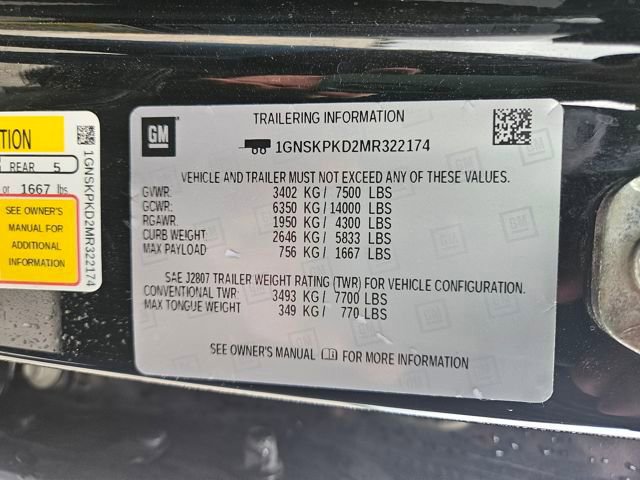 GM
TRAILERING INFORMATION
1GNSKPKD2MR322174
VEHICLE AND TRAILER MUST NOT EXCEED ANY OF THESE VALUES.
GVWR: 3402 KG/ 7500 LBS
GCWR: 6350 KG/ 14000 LBS
RGAWR: 1950 KG/ 4300 LBS
CURB WEIGHT: 2646 KG/ 5833 LBS
MAX PAYLOAD 756 KG/ 1667 LBS
SAE J2807 TRAILER WEIGHT RATING (TWR) FOR VEHICLE CONFIGURATION.
CONVENTIONAL TWR: 3493 KG/ 7700 LBS
MAX TONGUE WEIGHT: 349 KG/ 770 LBS
SEE OWNER'S MANUAL FOR MORE INFORMATION
REAR 5
or 1667 lbs
SEE OWNER'S
MANUAL FOR
ADDITIONAL
INFORMATION
1GNSKPKD2MR322174